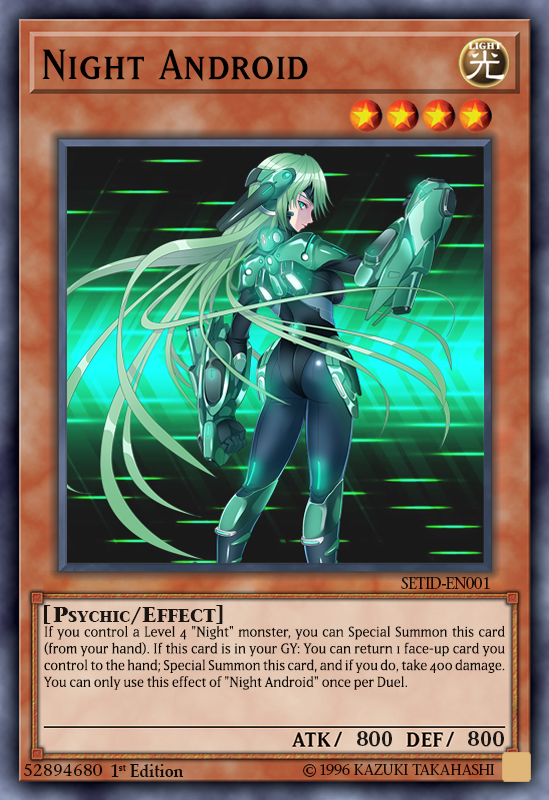 Night Android
LIGHT
光
SETID-EN001
[Psychic/Effect]
If you control a Level 4 "Night" monster, you can Special Summon this card
(from your hand). If this card is in your GY: You can return 1 face-up card you
control to the hand; Special Summon this card, and if you do, take 400 damage.
You can only use this effect of "Night Android" once per Duel.
ATK/ 800 DEF/ 800
52894680 1st Edition © 1996 KAZUKI TAKAHASHI